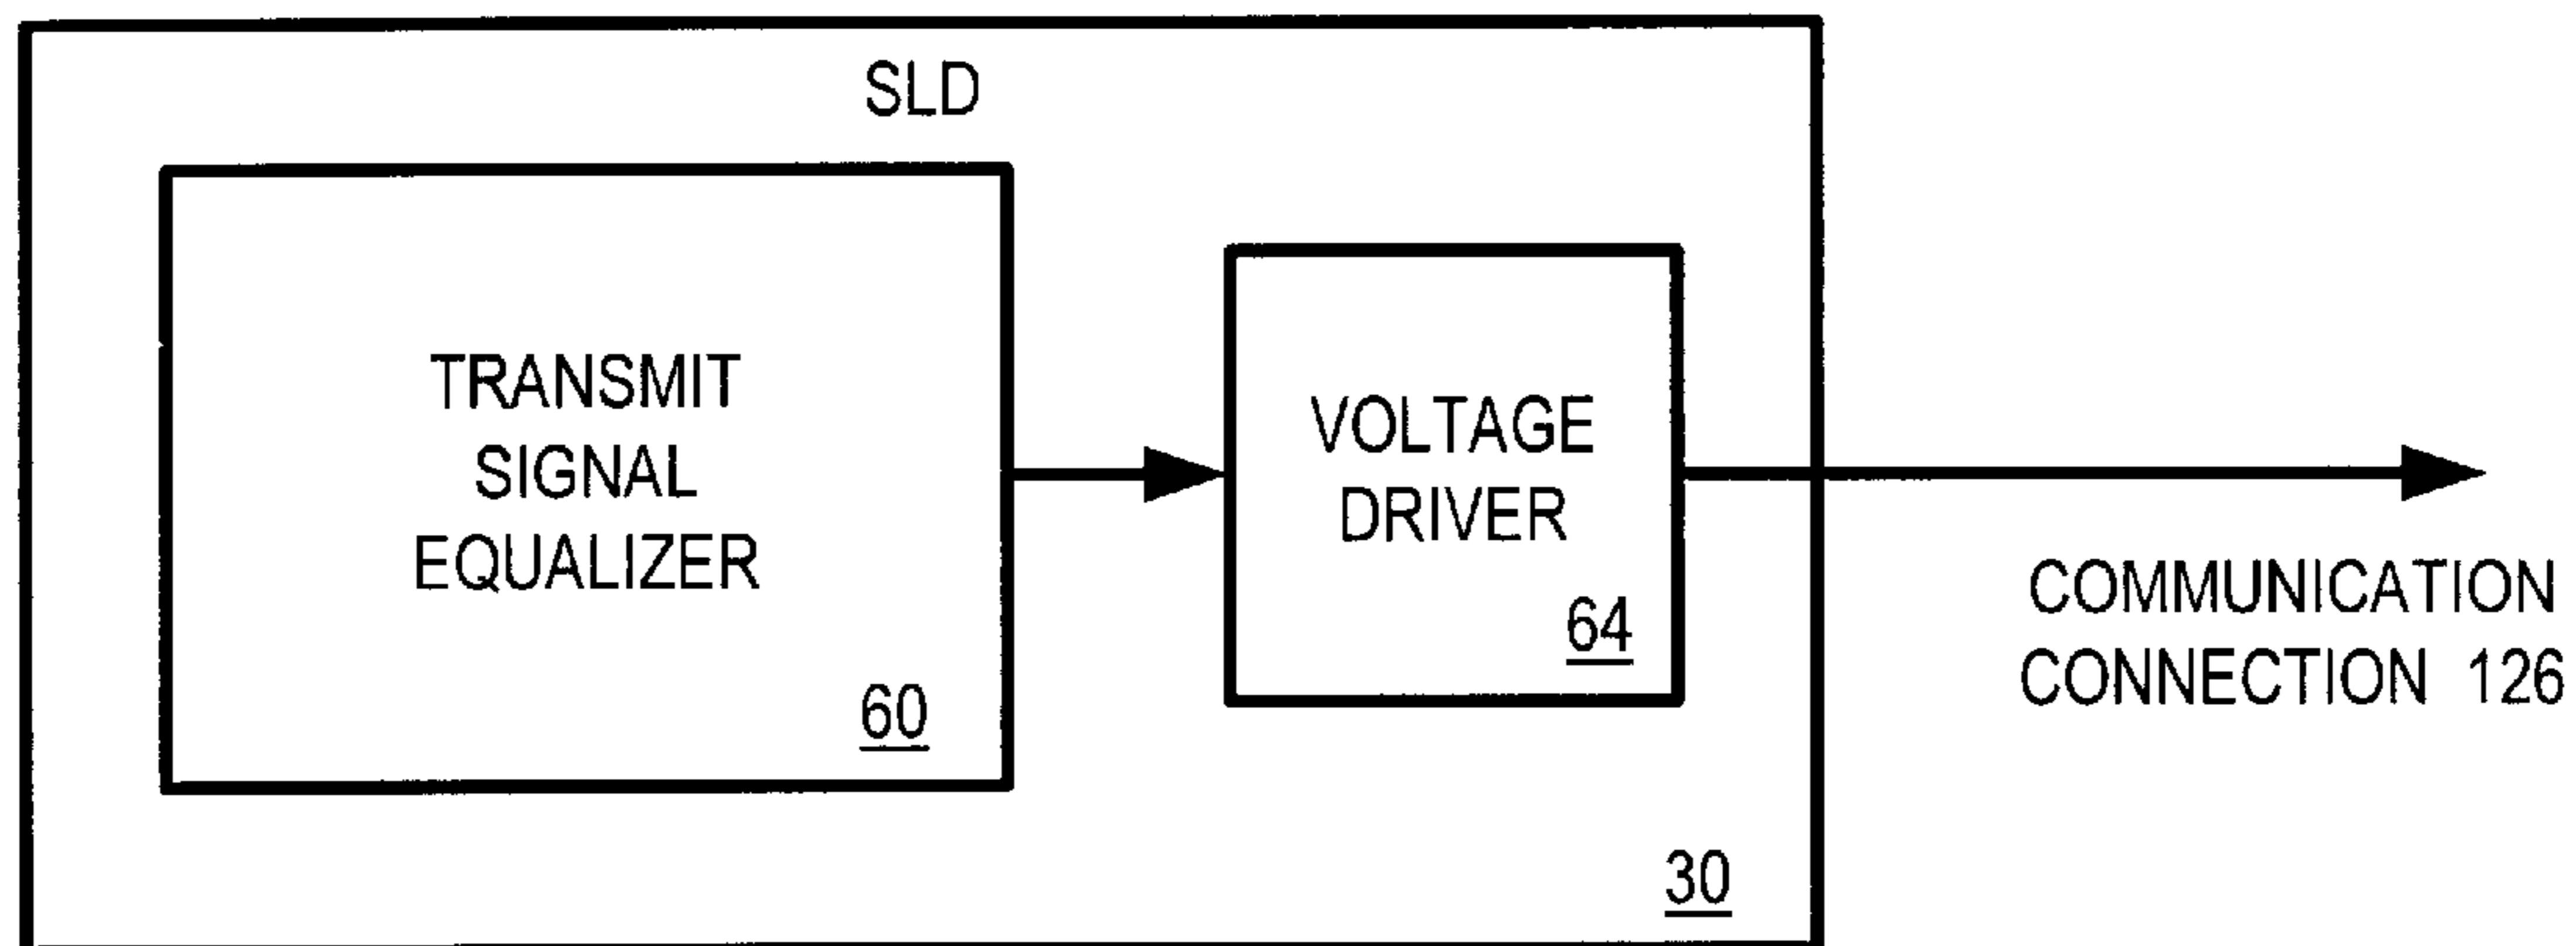 SLD
TRANSMIT
SIGNAL
EQUALIZER
60
VOLTAGE
DRIVER
64
30
COMMUNICATION
CONNECTION 126